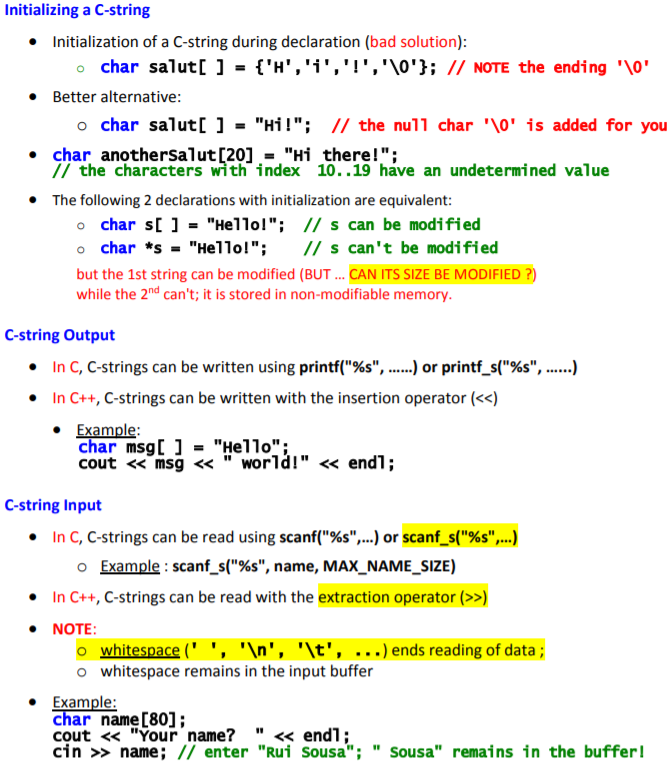 Initializing a C-string
• Initialization of a C-string during declaration (bad solution):
o char salut[ ] = {'H','i','!','\0'}; // NOTE the ending '\0'
• Better alternative:
o char salut[ ] = "Hi!"; // the null char '\0' is added for you
• char anotherSalut[20] = "Hi there!";
// the characters with index 10..19 have an undetermined value
• The following 2 declarations with initialization are equivalent:
o char s[ ] = "Hello!"; // s can be modified
o char *s = "Hello!"; // s can't be modified
but the 1st string can be modified (BUT ... CAN ITS SIZE BE MODIFIED ?)
while the 2nd can't; it is stored in non-modifiable memory.
C-string Output
• In C, C-strings can be written using printf("%s", ......) or printf_s("%s", ......)
• In C++, C-strings can be written with the insertion operator (<<)
• Example:
char msg[ ] = "Hello";
cout << msg << " world!" << endl;
C-string Input
• In C, C-strings can be read using scanf("%s",...) or scanf_s("%s",...)
o Example : scanf_s("%s", name, MAX_NAME_SIZE)
• In C++, C-strings can be read with the extraction operator (>>)
• NOTE:
o whitespace (' ', '\n', '\t', ...) ends reading of data ;
o whitespace remains in the input buffer
• Example:
char name[80];
cout << "Your name? " << endl;
cin >> name; // enter "Rui Sousa"; " Sousa" remains in the buffer!